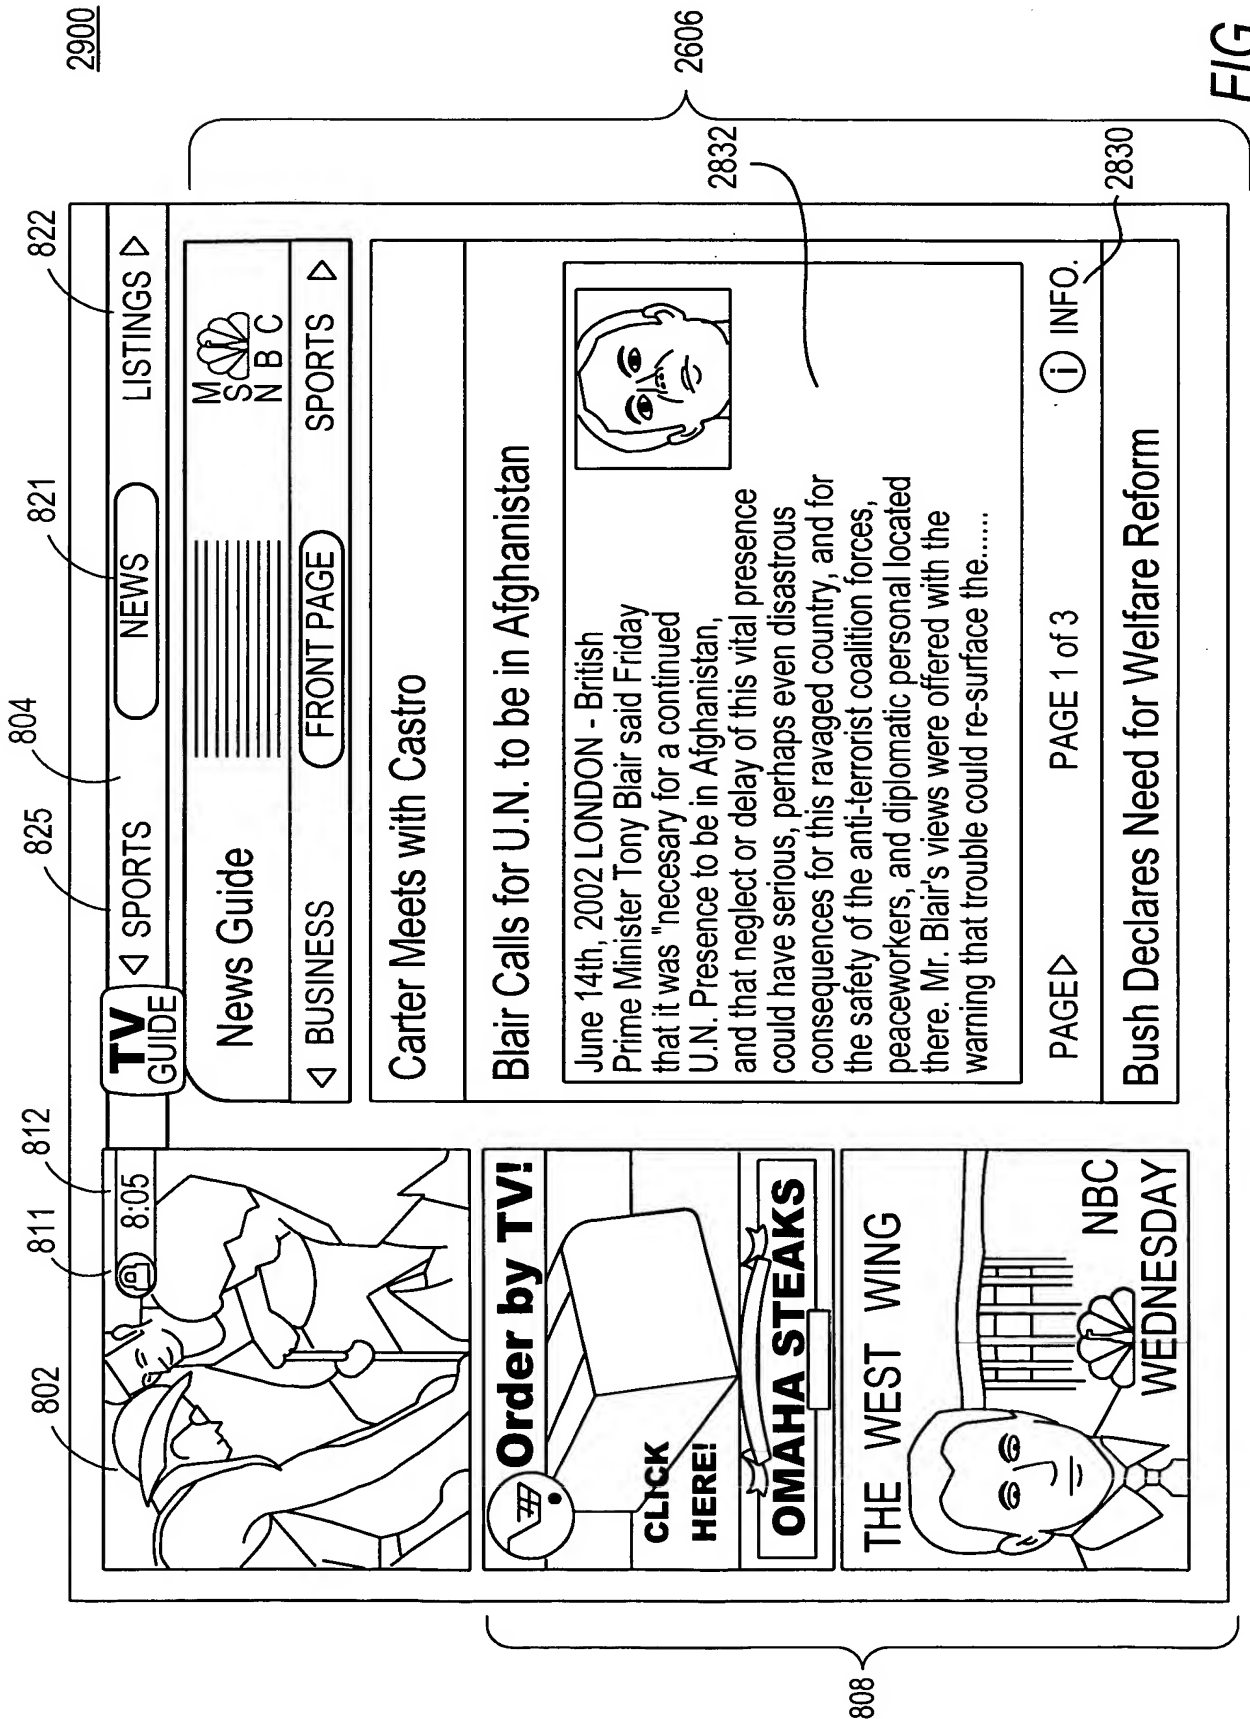 2900
802
811
812
825
804
821
822
8:05
TV
GUIDE
◁ SPORTS
NEWS
LISTINGS ▷
News Guide
M
S
N B C
◁ BUSINESS
FRONT PAGE
SPORTS ▷
Carter Meets with Castro
Blair Calls for U.N. to be in Afghanistan
June 14th, 2002 LONDON - British
Prime Minister Tony Blair said Friday
that it was "necesary for a continued
U.N. Presence to be in Afghanistan,
and that neglect or delay of this vital presence
could have serious, perhaps even disastrous
consequences for this ravaged country, and for
the safety of the anti-terrorist coalition forces,
peaceworkers, and diplomatic personal located
there. Mr. Blair's views were offered with the
warning that trouble could re-surface the......
PAGE▷
PAGE 1 of 3
i INFO.
Bush Declares Need for Welfare Reform
Order by TV!
CLICK
HERE!
OMAHA STEAKS
THE WEST WING
NBC
WEDNESDAY
808
2606
2832
2830
FIG